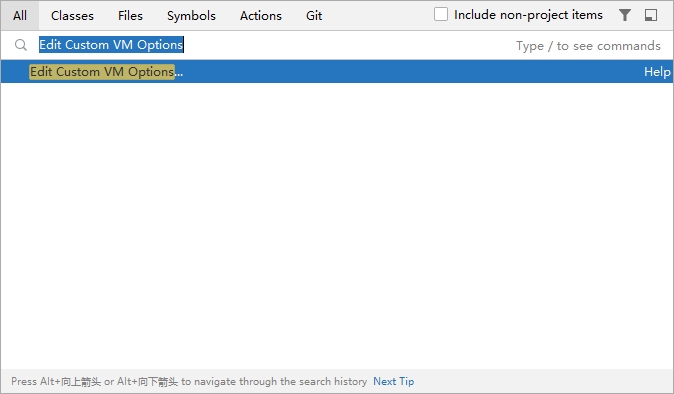 All Classes Files Symbols Actions Git Include non-project items
Edit Custom VM Options Type / to see commands
Edit Custom VM Options... Help
Press Alt+向上箭头 or Alt+向下箭头 to navigate through the search history Next Tip